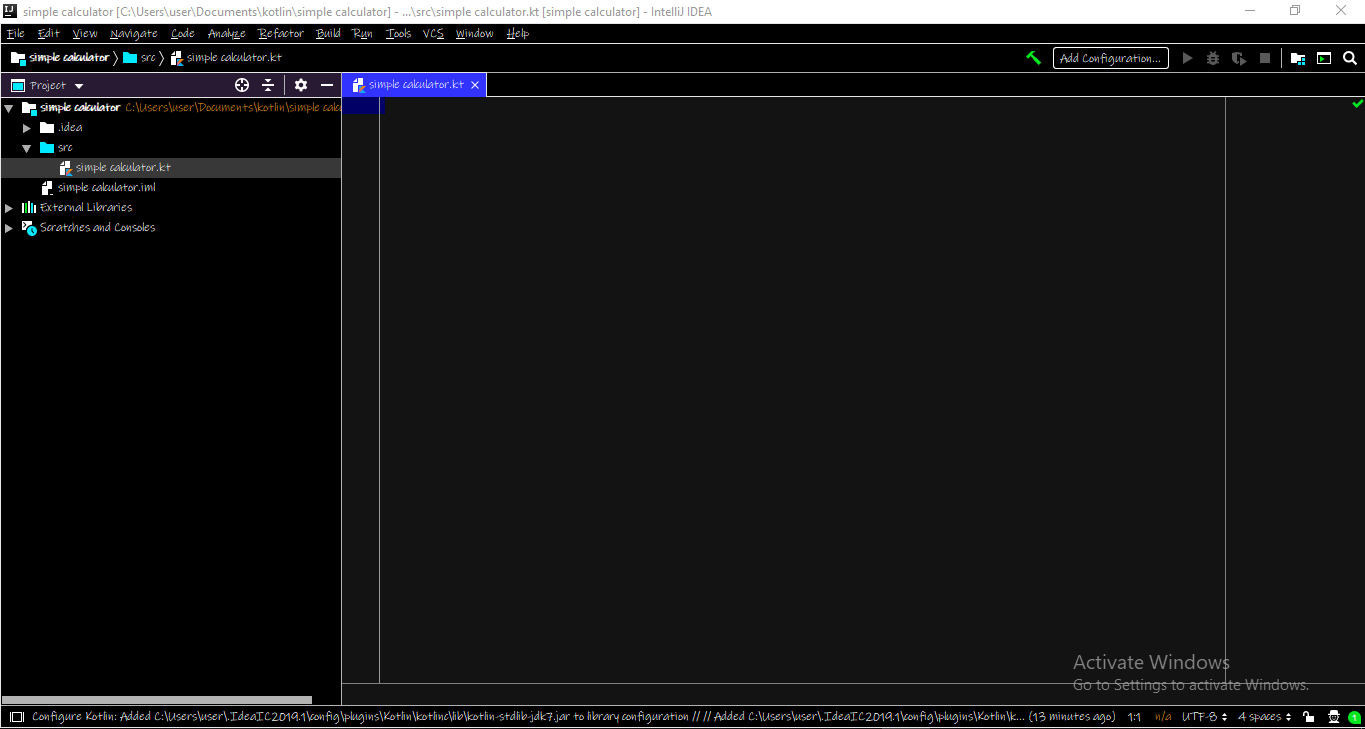 simple calculator [C:\Users\user\Documents\kotlin\simple calculator] - ...\src\simple calculator.kt [simple calculator] - IntelliJ IDEA
File Edit View Navigate Code Analyze Refactor Build Run Tools VCS Window Help
simple calculator src simple calculator.kt Add Configuration...
Project simple calculator.kt
simple calculator C:\Users\user\Documents\kotlin\simple calc
.idea
src
simple calculator.kt
simple calculator.iml
External Libraries
Scratches and Consoles
Activate Windows
Go to Settings to activate Windows.
Configure Kotlin: Added C:\Users\user\.IdeaIC2019.1\config\plugins\Kotlin\kotlinc\lib\kotlin-stdlib-jdk7.jar to library configuration // // Added C:\Users\user\.IdeaIC2019.1\config\plugins\Kotlin\k... (13 minutes ago) 1:1 n/a UTF-8 4 spaces 1